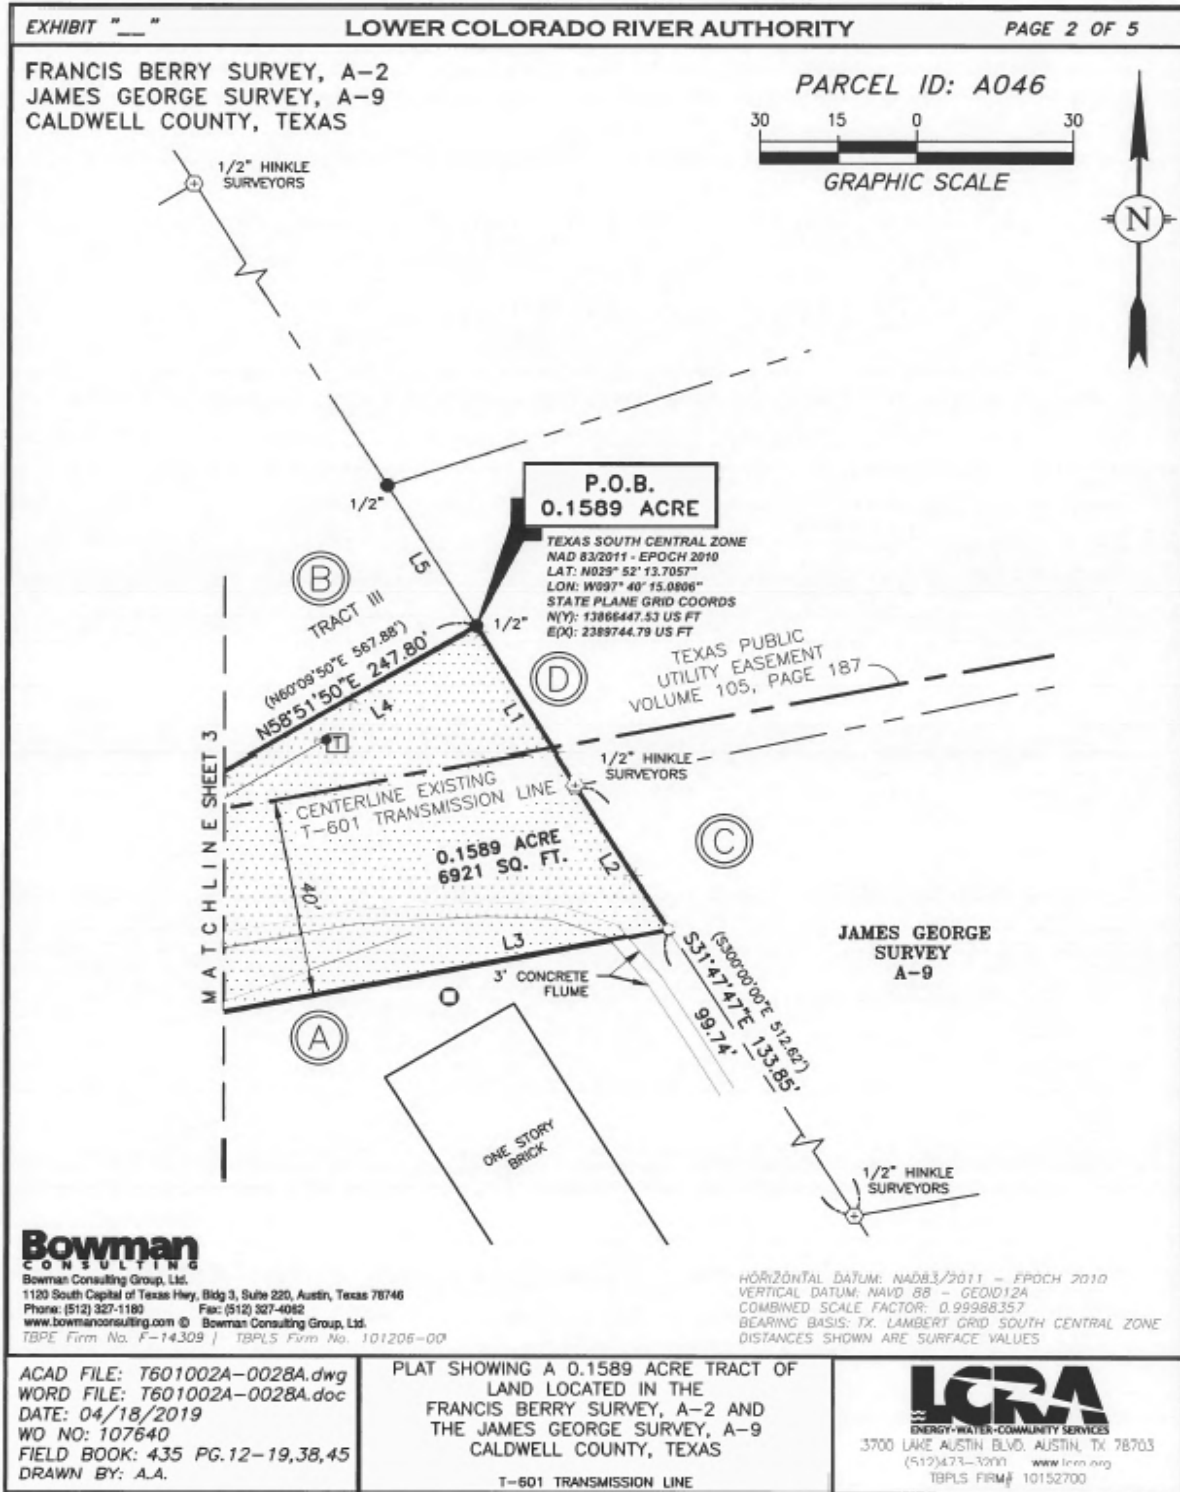 EXHIBIT "__"
LOWER COLORADO RIVER AUTHORITY
PAGE 2 OF 5
FRANCIS BERRY SURVEY, A-2
JAMES GEORGE SURVEY, A-9
CALDWELL COUNTY, TEXAS
PARCEL ID: A046
30 15 0 30
GRAPHIC SCALE
N
1/2" HINKLE
SURVEYORS
1/2"
P.O.B.
0.1589 ACRE
TEXAS SOUTH CENTRAL ZONE
NAD 83/2011 - EPOCH 2010
LAT: N029° 52' 13.7057"
LON: W097° 40' 15.0806"
STATE PLANE GRID COORDS
N(Y): 13866447.53 US FT
E(X): 2389744.79 US FT
L5
B
TRACT III
1/2"
(N60°09'50"E 567.88')
N58°51'50"E 247.80'
L4
T
D
L1
TEXAS PUBLIC
UTILITY EASEMENT
VOLUME 105, PAGE 187
1/2" HINKLE
SURVEYORS
MATCHLINE SHEET 3
CENTERLINE EXISTING
T-601 TRANSMISSION LINE
0.1589 ACRE
6921 SQ. FT.
L2
C
40'
L3
3' CONCRETE
FLUME
JAMES GEORGE
SURVEY
A-9
(S300°00'00"E 512.62')
S31°47'47"E 133.85'
99.74'
A
ONE STORY
BRICK
1/2" HINKLE
SURVEYORS
Bowman
CONSULTING
Bowman Consulting Group, Ltd.
1120 South Capital of Texas Hwy, Bldg 3, Suite 220, Austin, Texas 78746
Phone: (512) 327-1180 Fax: (512) 327-4062
www.bowmanconsulting.com © Bowman Consulting Group, Ltd.
TBPE Firm No. F-14309 | TBPLS Firm No. 101206-00
HORIZONTAL DATUM: NAD83/2011 - EPOCH 2010
VERTICAL DATUM: NAVD 88 - GEOID12A
COMBINED SCALE FACTOR: 0.99988357
BEARING BASIS: TX. LAMBERT GRID SOUTH CENTRAL ZONE
DISTANCES SHOWN ARE SURFACE VALUES
ACAD FILE: T601002A-0028A.dwg
WORD FILE: T601002A-0028A.doc
DATE: 04/18/2019
WO NO: 107640
FIELD BOOK: 435 PG.12-19,38,45
DRAWN BY: A.A.
PLAT SHOWING A 0.1589 ACRE TRACT OF
LAND LOCATED IN THE
FRANCIS BERRY SURVEY, A-2 AND
THE JAMES GEORGE SURVEY, A-9
CALDWELL COUNTY, TEXAS
T-601 TRANSMISSION LINE
LCRA
ENERGY•WATER•COMMUNITY SERVICES
3700 LAKE AUSTIN BLVD. AUSTIN, TX 78703
(512)473-3200 www.lcra.org
TBPLS FIRM# 10152700